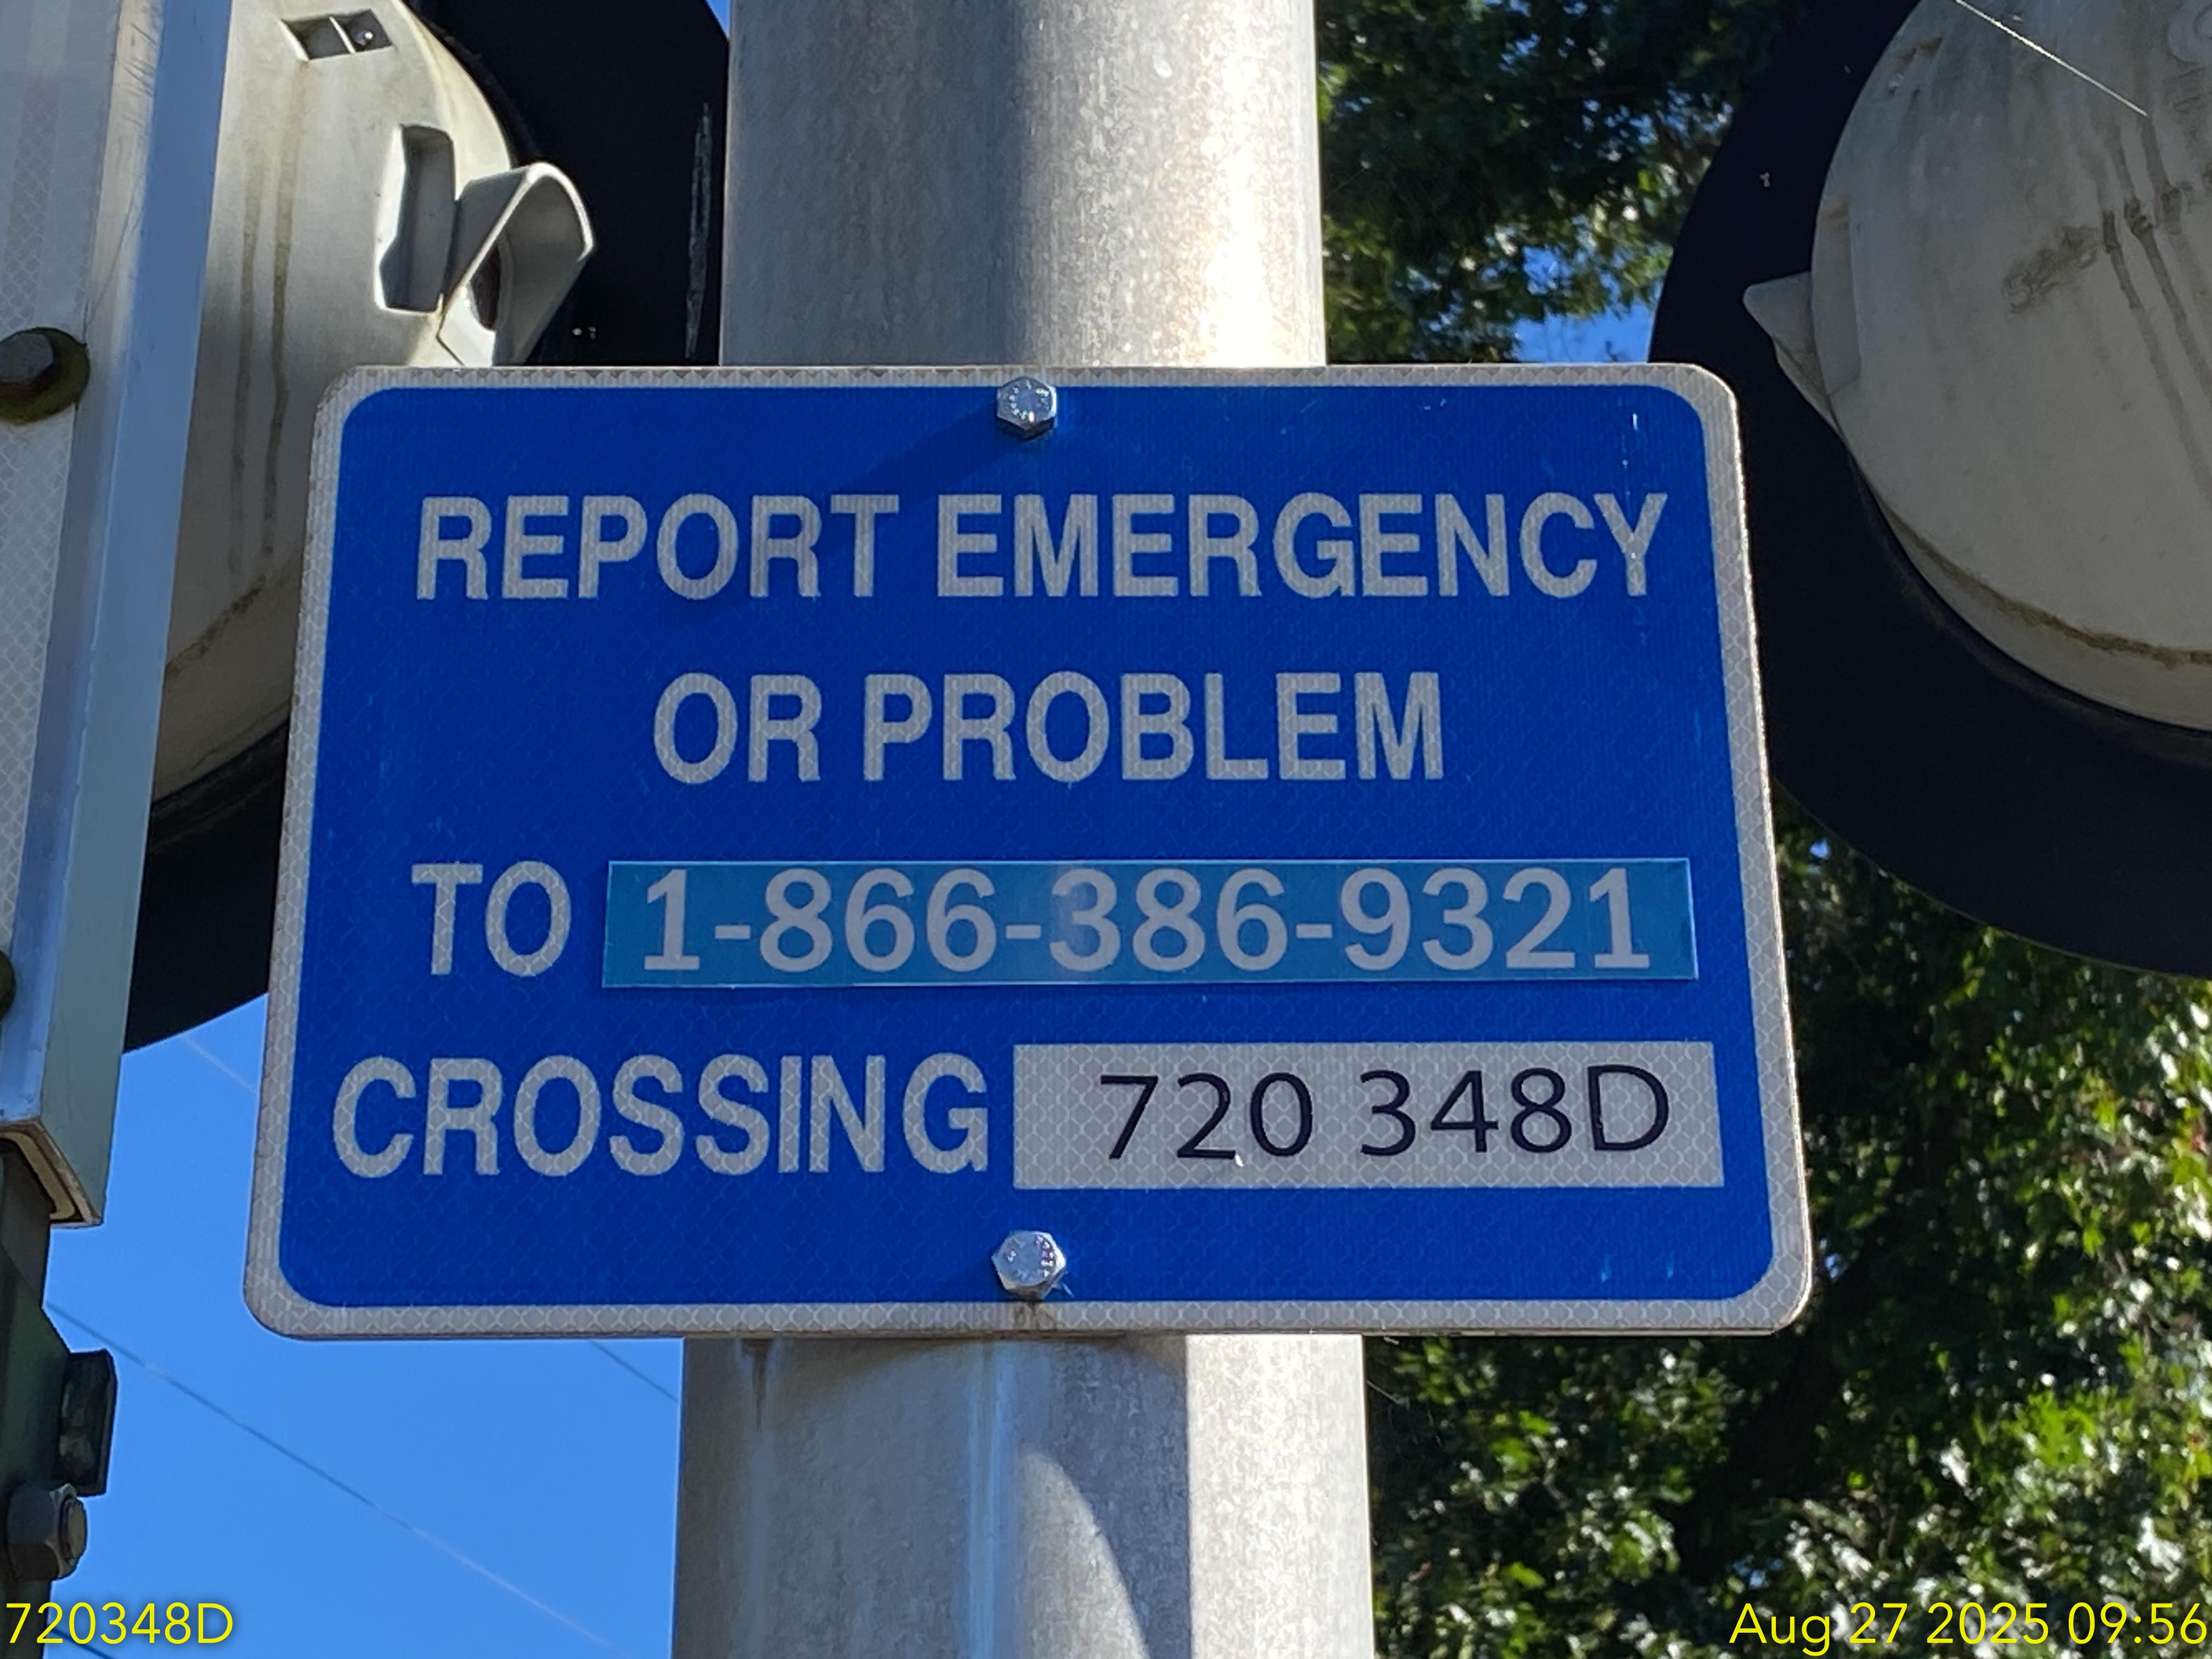 REPORT EMERGENCY
OR PROBLEM
TO 1-866-386-9321
CROSSING 720 348D
720348D
Aug 27 2025 09:56